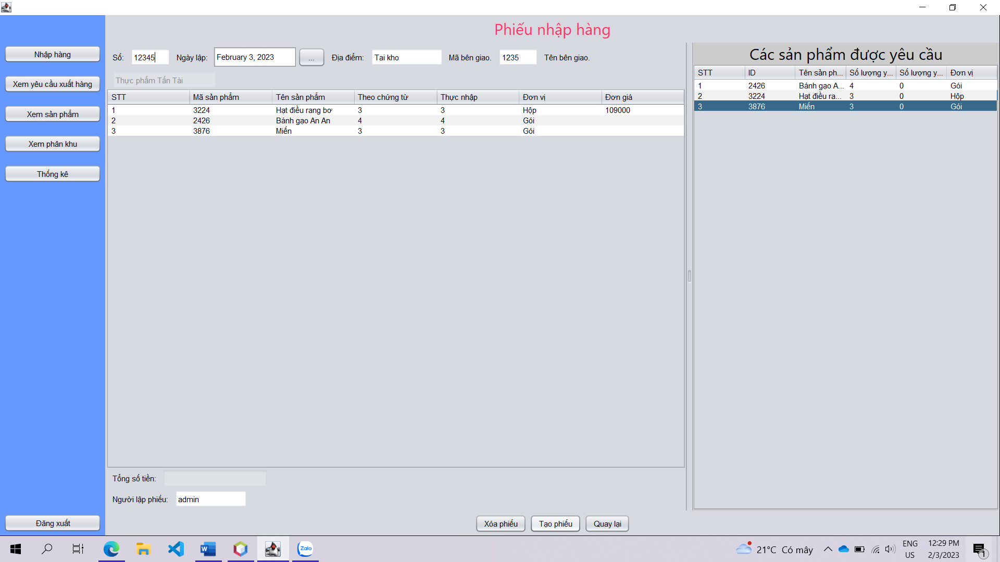 Phiếu nhập hàng
Nhập hàng
Xem yêu cầu xuất hàng
Xem sản phẩm
Xem phân khu
Thống kê
Đăng xuất
Số: 12345 Ngày lập: February 3, 2023 ... Địa điểm: Tai kho Mã bên giao. 1235 Tên bên giao.
Thực phẩm Tấn Tài
STT Mã sản phẩm Tên sản phẩm Theo chứng từ Thực nhập Đơn vị Đơn giá
1 3224 Hạt điều rang bơ 3 3 Hộp 109000
2 2426 Bánh gạo An An 4 4 Gói
3 3876 Miến 3 3 Gói
Tổng số tiền:
Người lập phiếu: admin
Xóa phiếu Tạo phiếu Quay lại
Các sản phẩm được yêu cầu
STT ID Tên sản ph... Số lượng y... Số lượng y... Đơn vị
1 2426 Bánh gạo A... 4 0 Gói
2 3224 Hạt điều ra... 3 0 Hộp
3 3876 Miến 3 0 Gói
W Zalo 21°C Có mây ENG 12:29 PM
US 2/3/2023 1